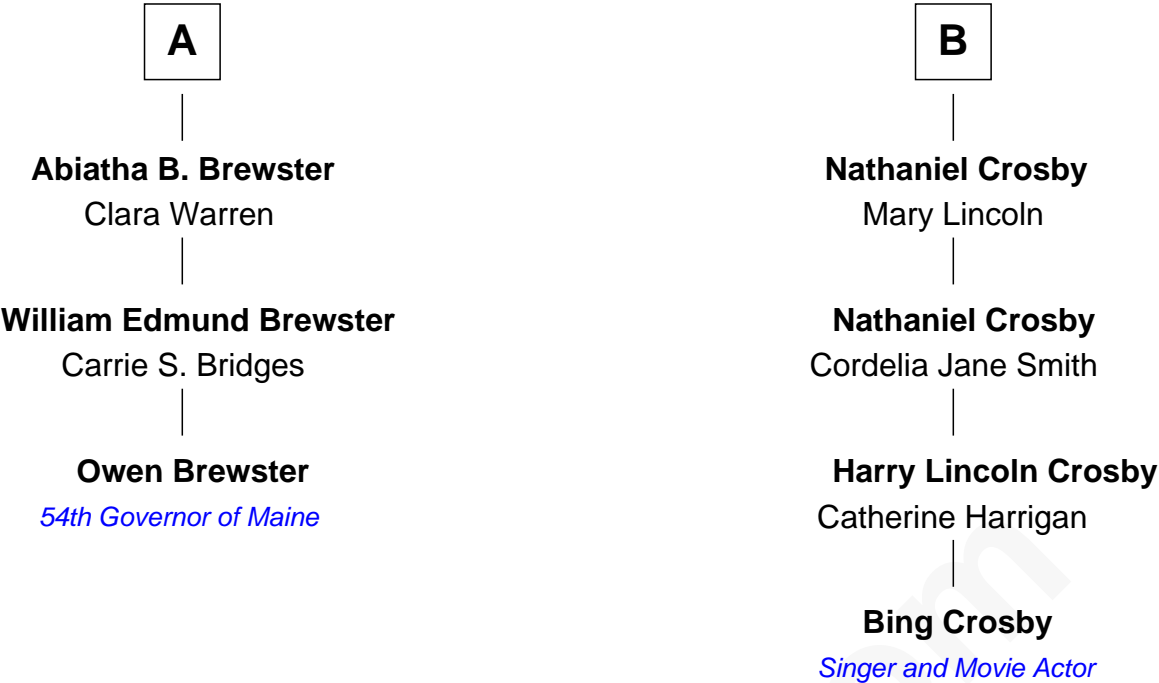 A
Abiatha B. Brewster
Clara Warren
William Edmund Brewster
Carrie S. Bridges
Owen Brewster
54th Governor of Maine
B
Nathaniel Crosby
Mary Lincoln
Nathaniel Crosby
Cordelia Jane Smith
Harry Lincoln Crosby
Catherine Harrigan
Bing Crosby
Singer and Movie Actor